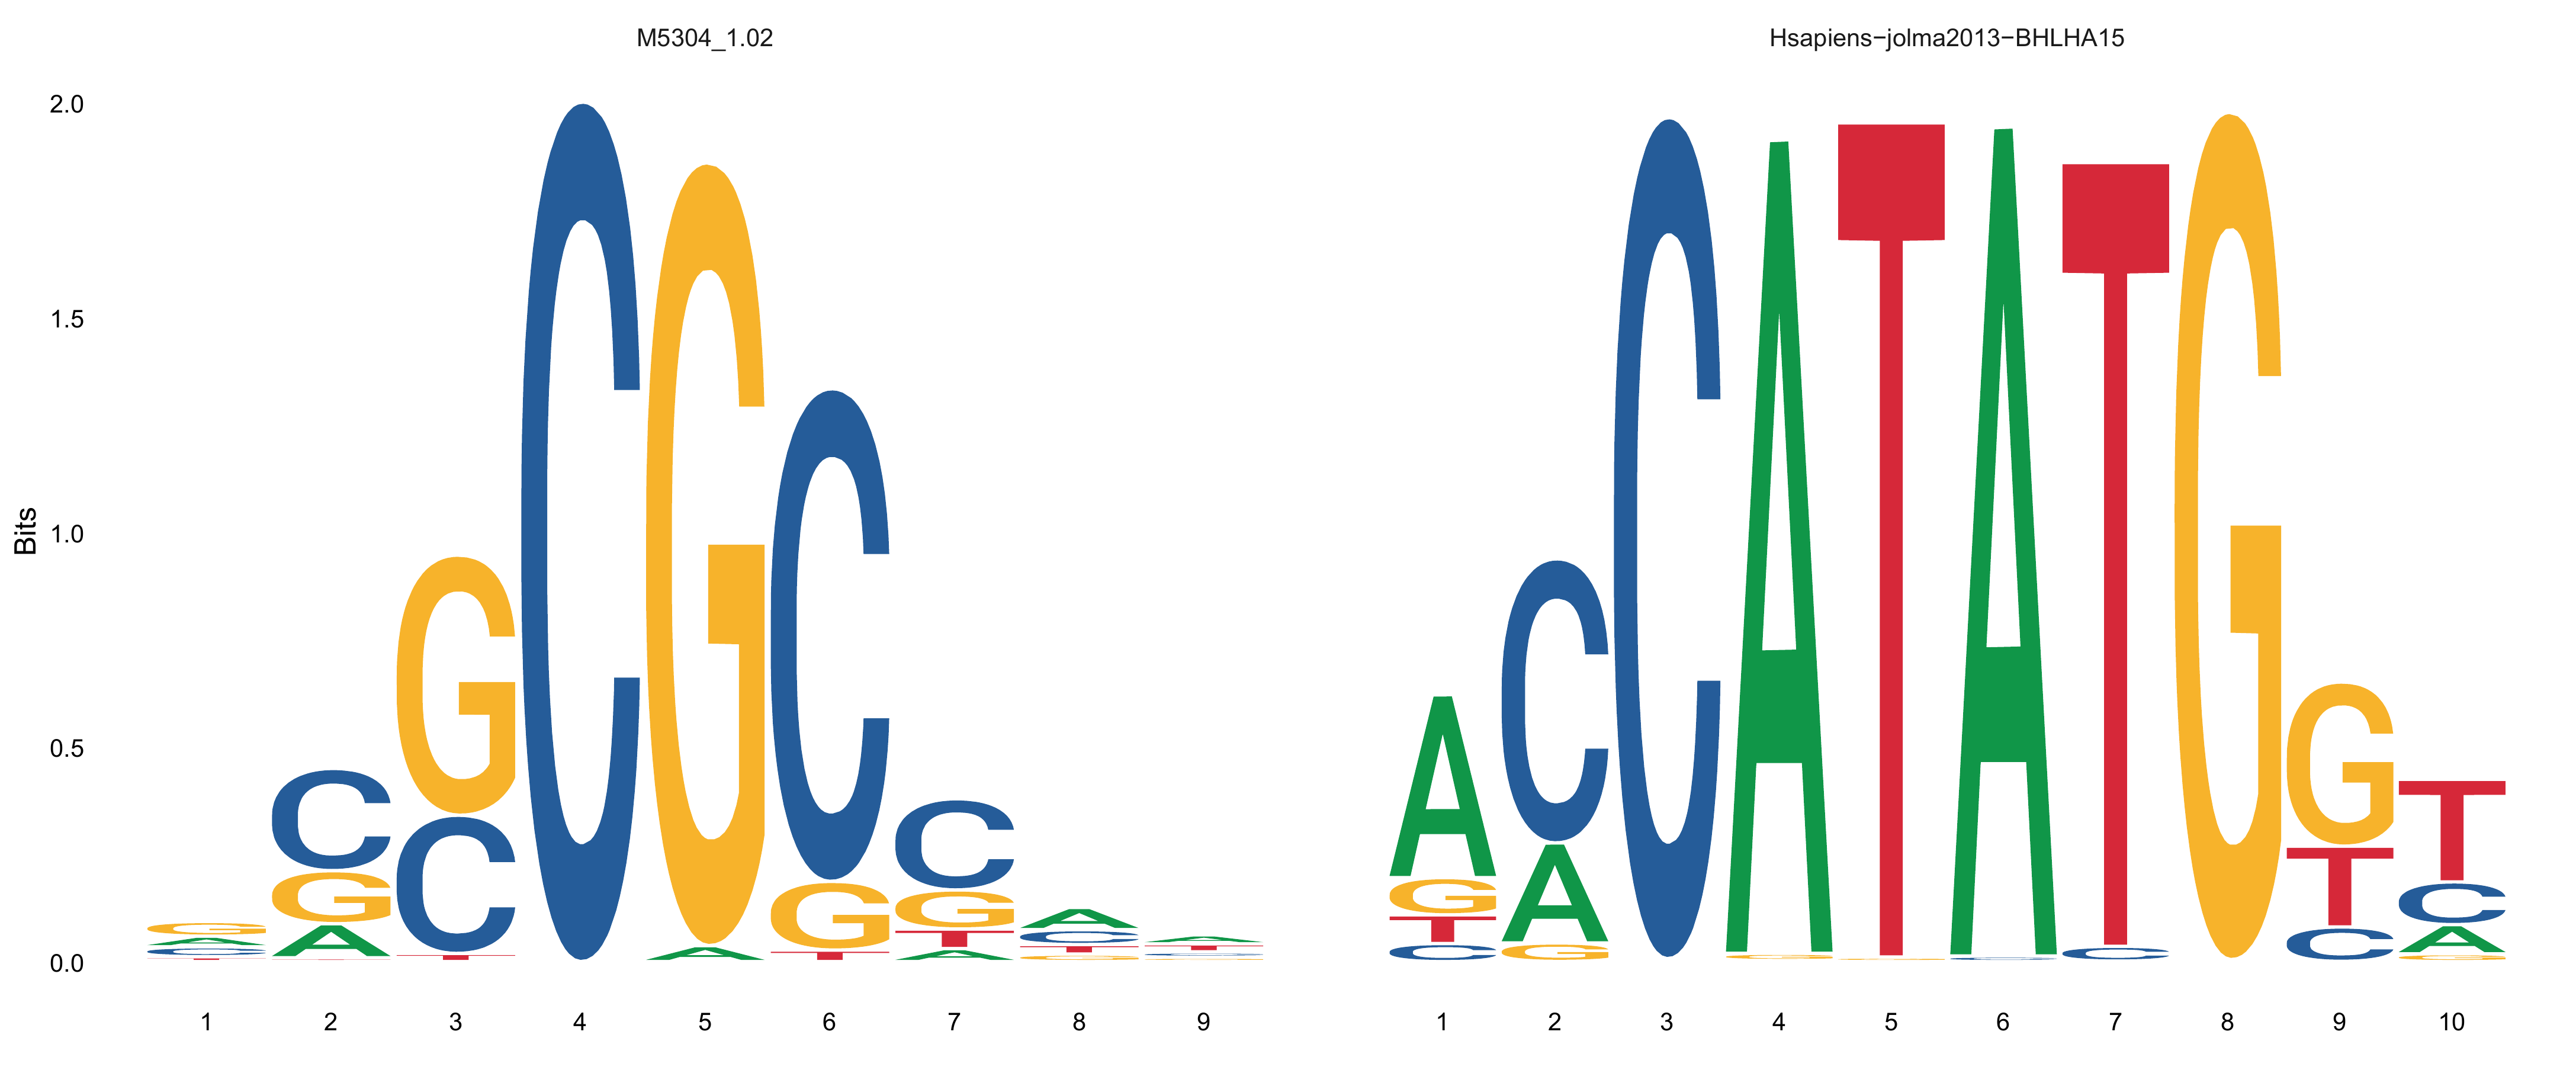 M5304_1.02 Hsapiens−jolma2013−BHLHA15
2.0
1.5
1.0
0.5
0.0
Bits
G A C T
C G A
G C T
C
G A
C G T
C G T A
A C T G
A T C G
A G T C
C A G
C
A G
T G
A C
T C
G
G T C
T C A G
1 2 3 4 5 6 7 8 9 1 2 3 4 5 6 7 8 9 10